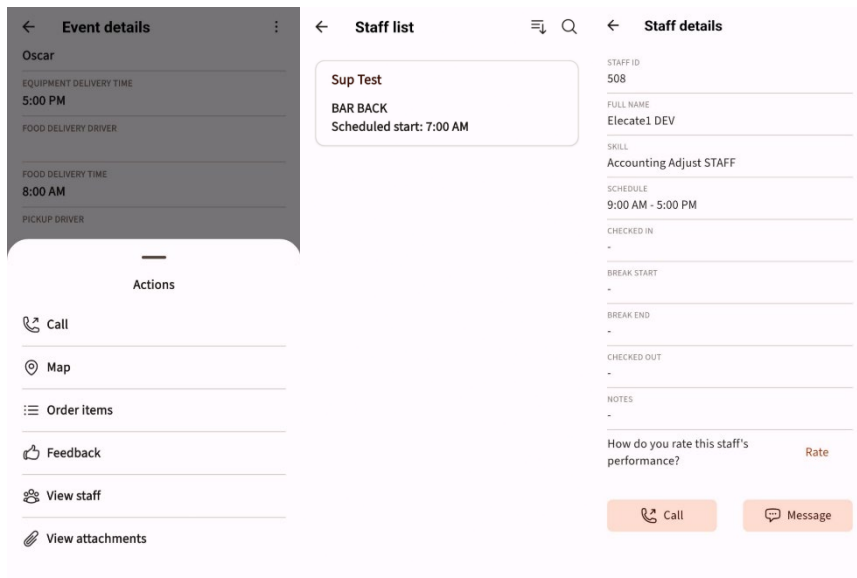 Event details
Oscar
EQUIPMENT DELIVERY TIME
5:00 PM
FOOD DELIVERY DRIVER
FOOD DELIVERY TIME
8:00 AM
PICKUP DRIVER
Actions
Call
Map
Order items
Feedback
View staff
View attachments
Staff list
Sup Test
BAR BACK
Scheduled start: 7:00 AM
Staff details
STAFF ID
508
FULL NAME
Elecate1 DEV
SKILL
Accounting Adjust STAFF
SCHEDULE
9:00 AM - 5:00 PM
CHECKED IN
-
BREAK START
-
BREAK END
-
CHECKED OUT
-
NOTES
-
How do you rate this staff's
performance?
Rate
Call
Message